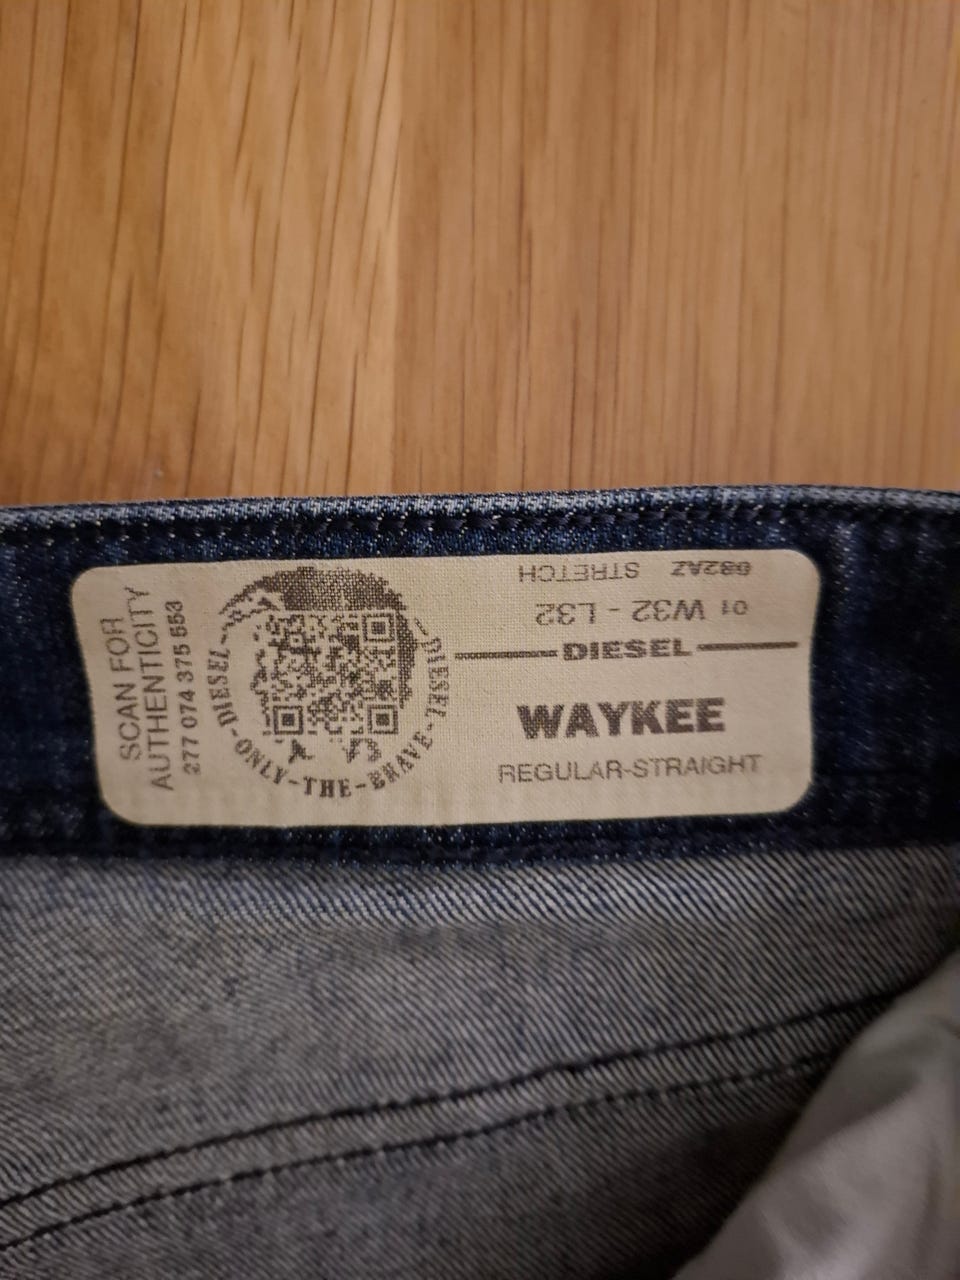 SCAN FOR
AUTHENTICITY
277 074 375 553
DIESEL-ONLY-THE-BRAVE-DIESEL
082AZ STRETCH
01 W32 - L32
DIESEL
WAYKEE
REGULAR-STRAIGHT